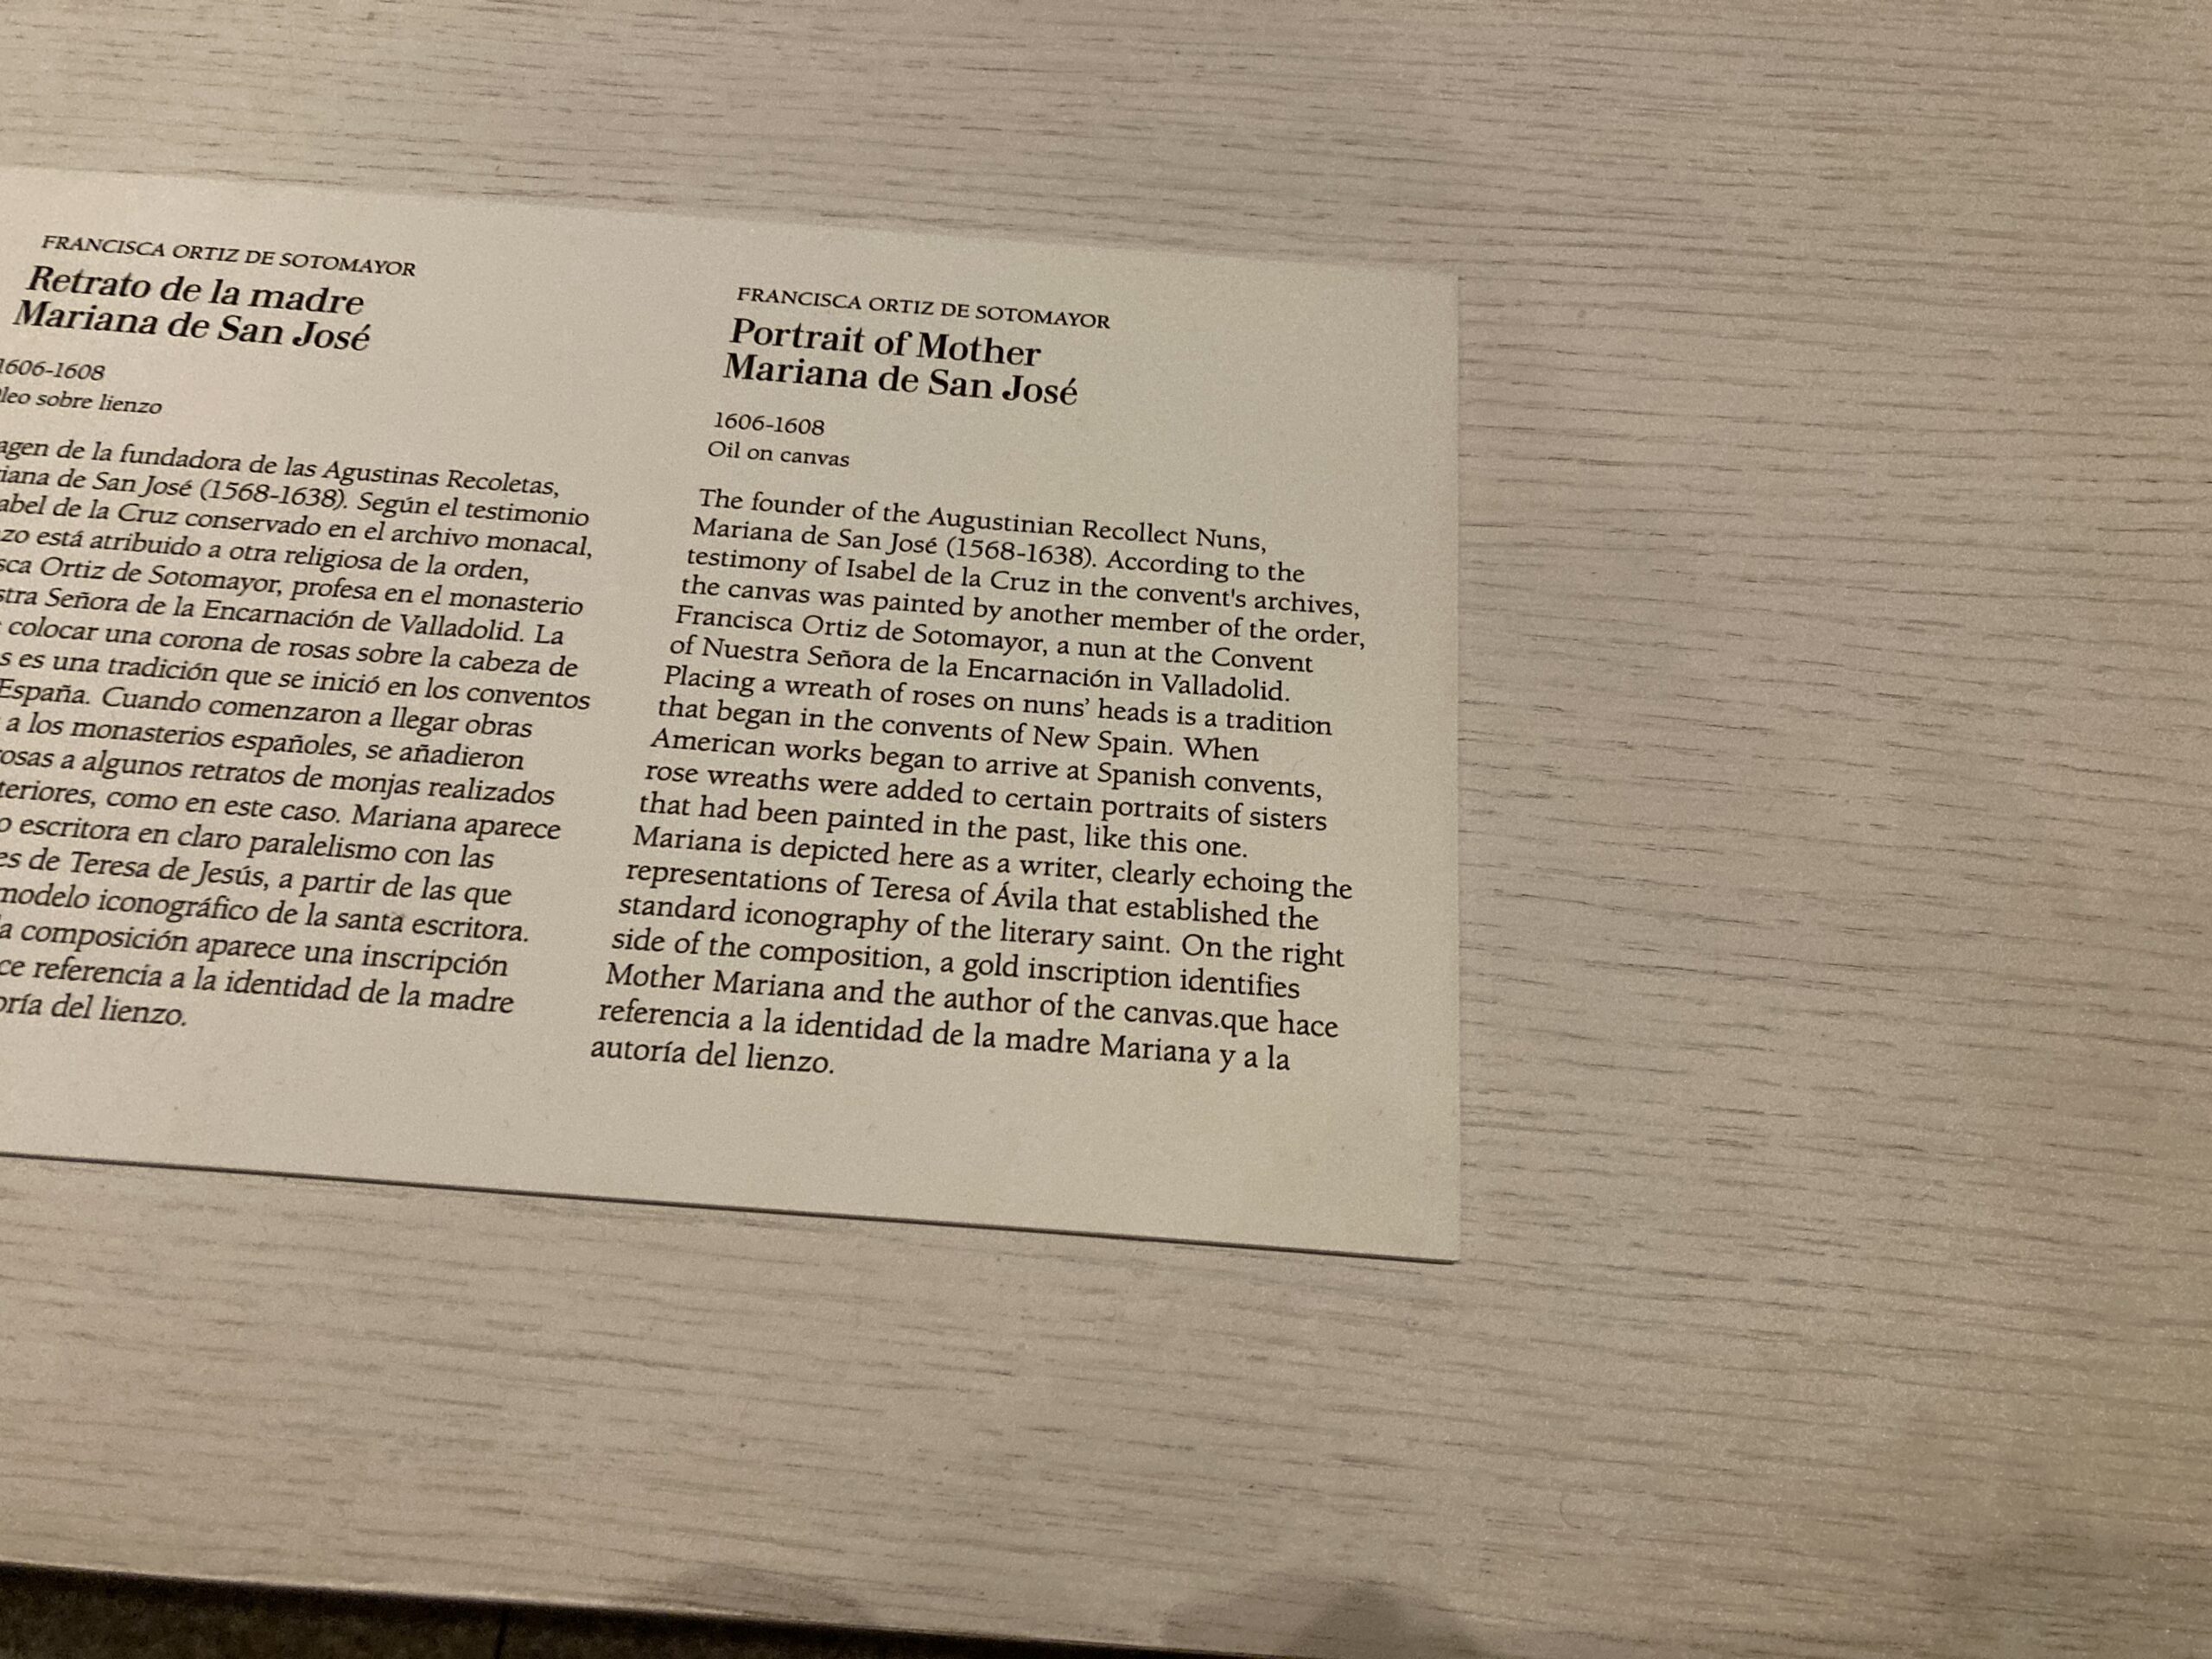 FRANCISCA ORTIZ DE SOTOMAYOR
Retrato de la madre
Mariana de San José
1606-1608
sobre lienzo
de la fundadora de las Agustinas Recoletas,
de San José (1568-1638). Según el testimonio
de la Cruz conservado en el archivo monacal,
está atribuido a otra religiosa de la orden,
Ortiz de Sotomayor, profesa en el monasterio
Señora de la Encarnación de Valladolid. La
colocar una corona de rosas sobre la cabeza de
es una tradición que se inició en los conventos
España. Cuando comenzaron a llegar obras
a los monasterios españoles, se añadieron
a algunos retratos de monjas realizados
como en este caso. Mariana aparece
escritora en claro paralelismo con las
de Teresa de Jesús, a partir de las que
modelo iconográfico de la santa escritora.
composición aparece una inscripción
referencia a la identidad de la madre
del lienzo.
FRANCISCA ORTIZ DE SOTOMAYOR
Portrait of Mother
Mariana de San José
1606-1608
Oil on canvas
The founder of the Augustinian Recollect Nuns,
Mariana de San José (1568-1638). According to the
testimony of Isabel de la Cruz in the convent's archives,
the canvas was painted by another member of the order,
Francisca Ortiz de Sotomayor, a nun at the Convent
of Nuestra Señora de la Encarnación in Valladolid.
Placing a wreath of roses on nuns’ heads is a tradition
that began in the convents of New Spain. When
American works began to arrive at Spanish convents,
rose wreaths were added to certain portraits of sisters
that had been painted in the past, like this one.
Mariana is depicted here as a writer, clearly echoing the
representations of Teresa of Ávila that established the
standard iconography of the literary saint. On the right
side of the composition, a gold inscription identifies
Mother Mariana and the author of the canvas.que hace
referencia a la identidad de la madre Mariana y a la
autoría del lienzo.